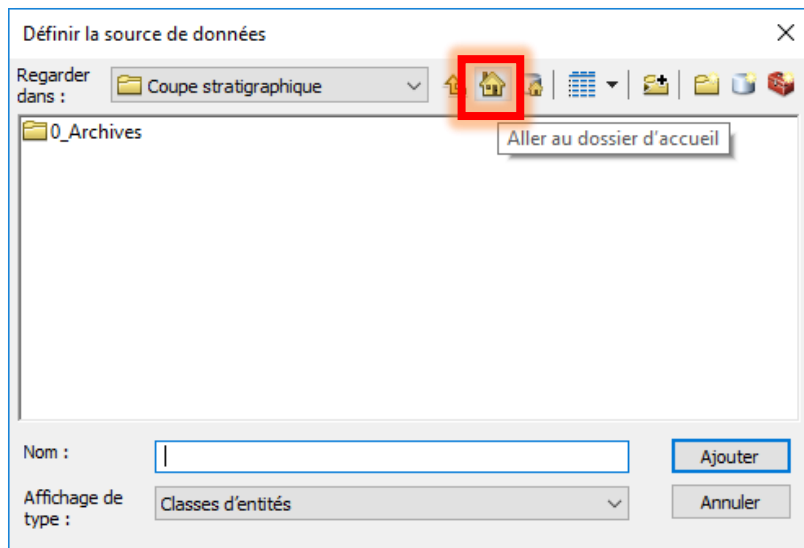 Définir la source de données
Regarder
dans :
Coupe stratigraphique
0_Archives
Aller au dossier d'accueil
Nom :
Ajouter
Affichage de
type :
Classes d'entités
Annuler